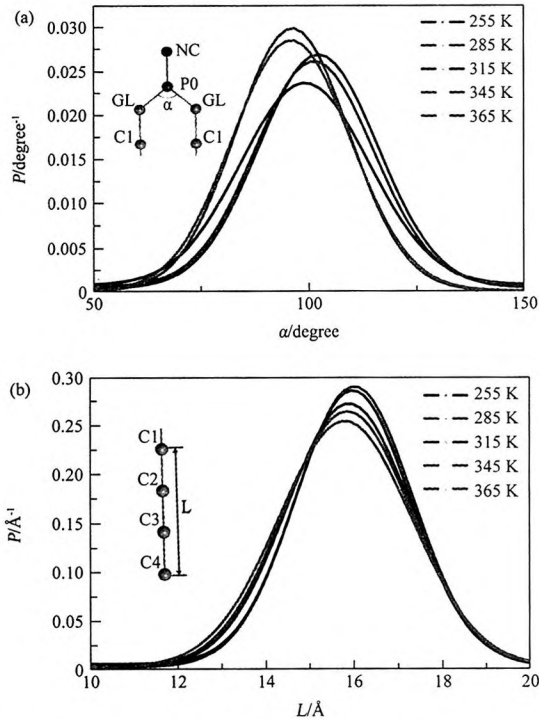 (a)
0.030
0.025
0.020
0.015
0.010
0.005
0
P/degree⁻¹
NC
P0
GL
α
GL
C1
C1
255 K
285 K
315 K
345 K
365 K
50
100
150
α/degree
(b)
0.30
0.25
0.20
0.15
0.10
0.05
0
P/Å⁻¹
C1
C2
L
C3
C4
255 K
285 K
315 K
345 K
365 K
10
12
14
16
18
20
L/Å